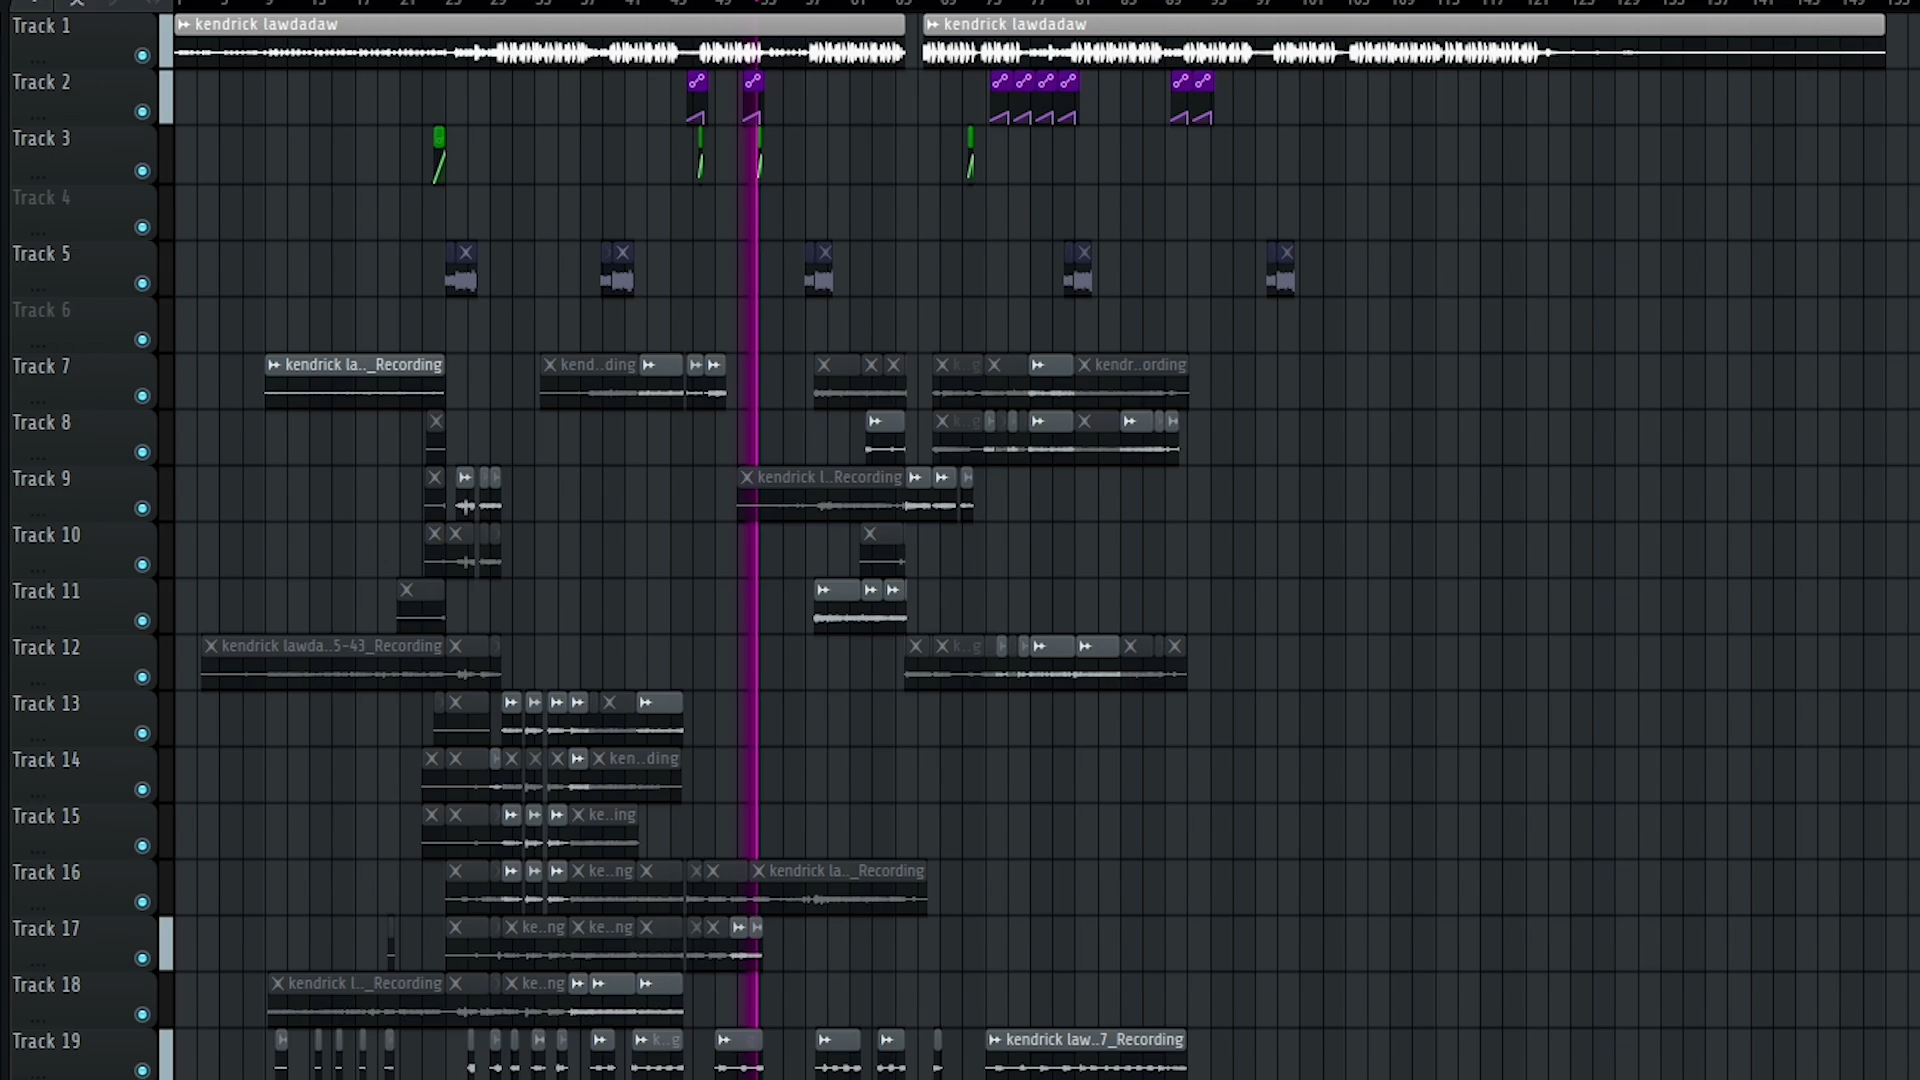 Track 1
kendrick lawdadaw
kendrick lawdadaw
Track 2
Track 3
Track 4
Track 5
Track 6
Track 7
kendrick la.._Recording
kend..ding
k..g
kendr..ording
Track 8
k..g
Track 9
kendrick l..Recording
Track 10
Track 11
Track 12
kendrick lawda..5-43_Recording
k..g
Track 13
Track 14
ken..ding
Track 15
ke..ing
Track 16
ke..ng
kendrick la.._Recording
Track 17
ke..ng
ke..ng
Track 18
kendrick l.._Recording
ke..ng
Track 19
k..g
kendrick law..7_Recording